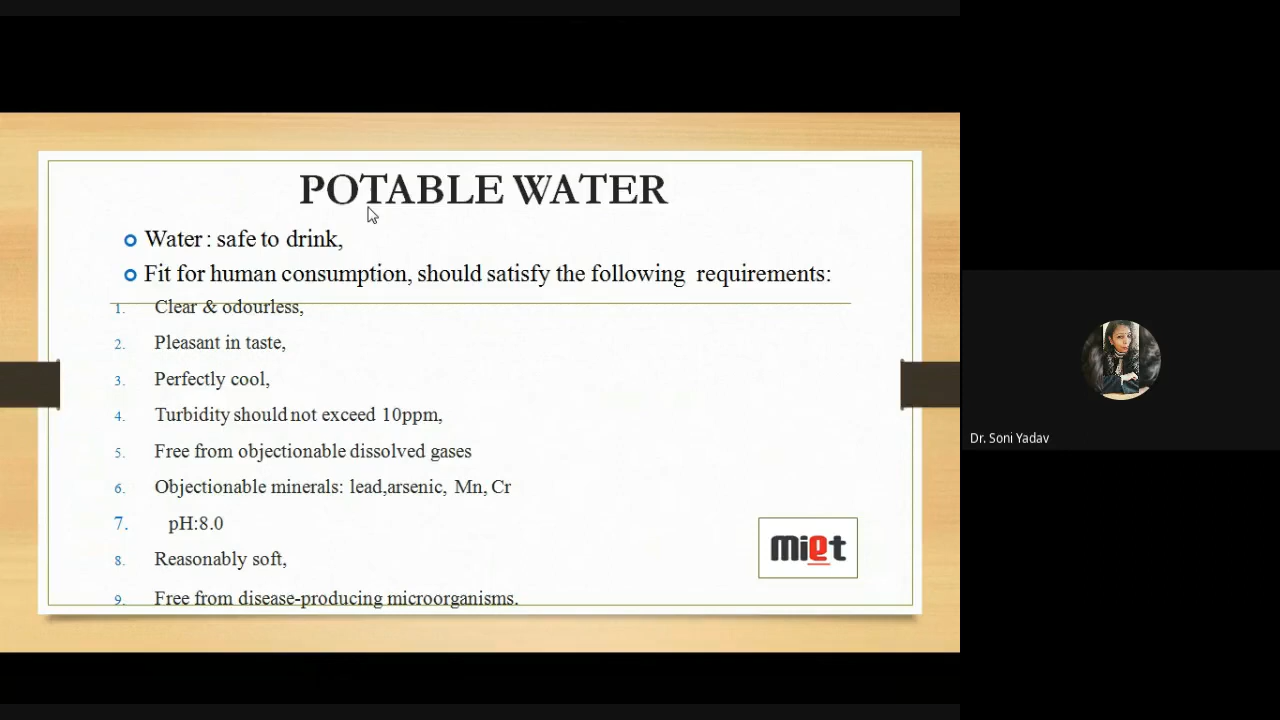 POTABLE WATER
Water : safe to drink,
Fit for human consumption, should satisfy the following requirements:
1. Clear & odourless,
2. Pleasant in taste,
3. Perfectly cool,
4. Turbidity should not exceed 10ppm,
5. Free from objectionable dissolved gases
6. Objectionable minerals: lead,arsenic, Mn, Cr
7. pH:8.0
8. Reasonably soft,
9. Free from disease-producing microorganisms.
miet
Dr. Soni Yadav